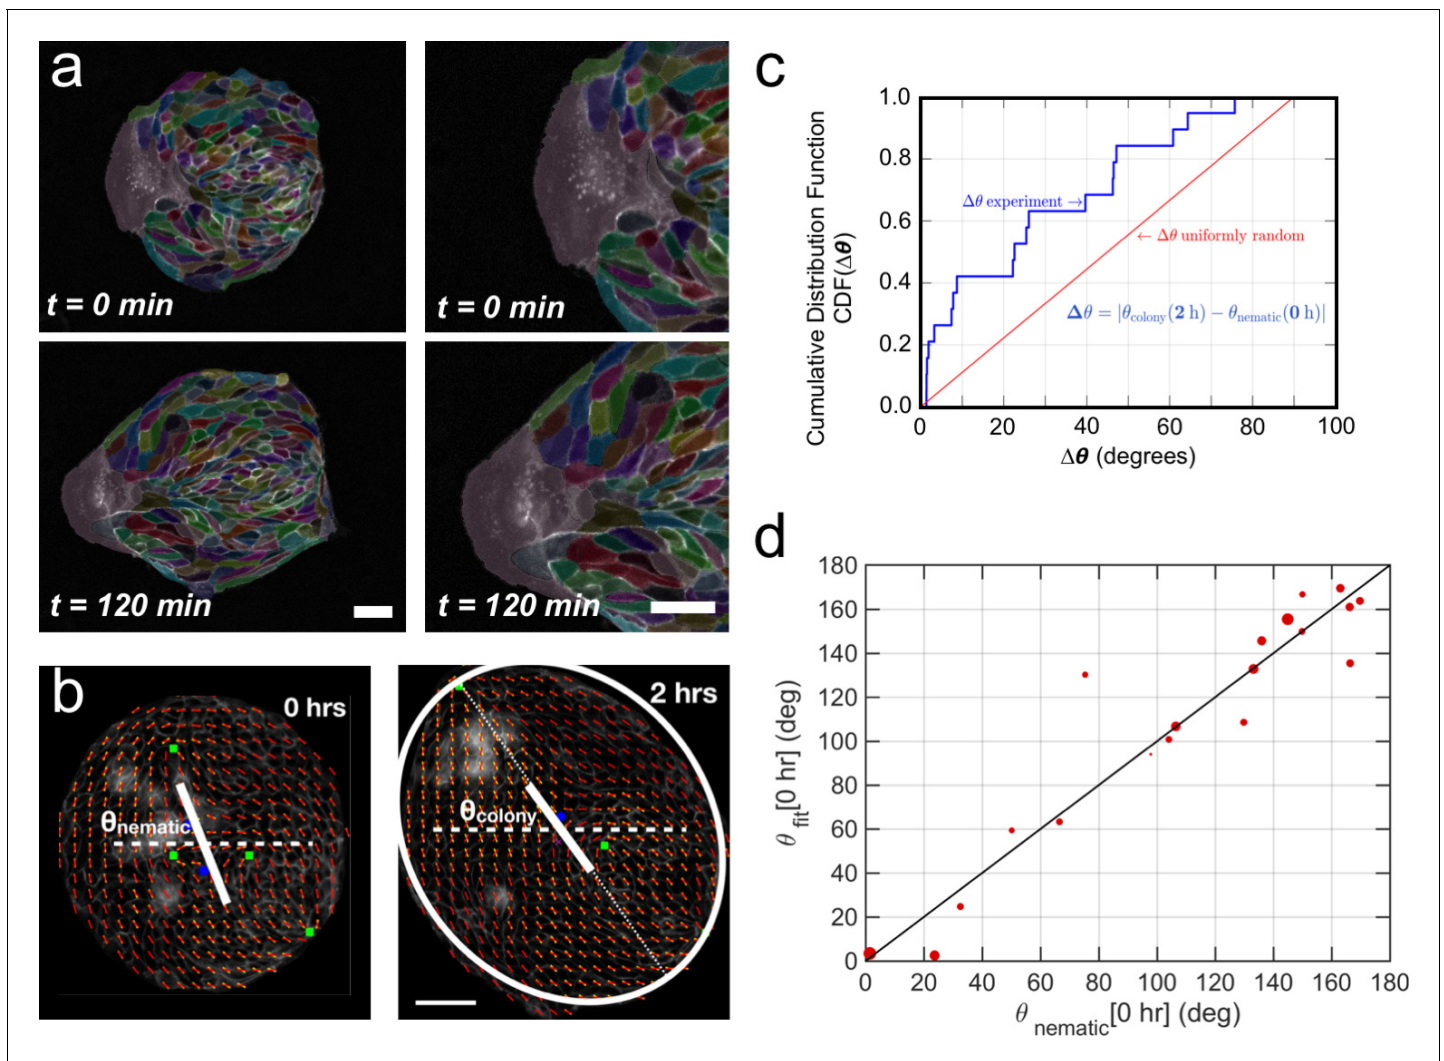 a
t = 0 min
t = 0 min
t = 120 min
t = 120 min
b
0 hrs
θnematic
2 hrs
θcolony
c
Cumulative Distribution Function
CDF(Δθ)
1.0
0.8
0.6
0.4
0.2
0.0
0 20 40 60 80 100
Δθ (degrees)
Δθ experiment →
← Δθ uniformly random
Δθ = |θcolony(2 h) − θnematic(0 h)|
d
θfit[0 hr] (deg)
180
160
140
120
100
80
60
40
20
0
0 20 40 60 80 100 120 140 160 180
θnematic[0 hr] (deg)